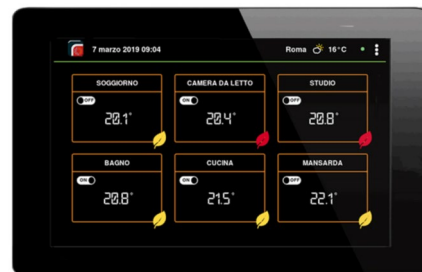 7 marzo 2019 09:04
Roma 16°C
SOGGIORNO
OFF
20.1°
CAMERA DA LETTO
ON
20.4°
STUDIO
OFF
20.8°
BAGNO
ON
20.8°
CUCINA
ON
21.5°
MANSARDA
OFF
22.1°